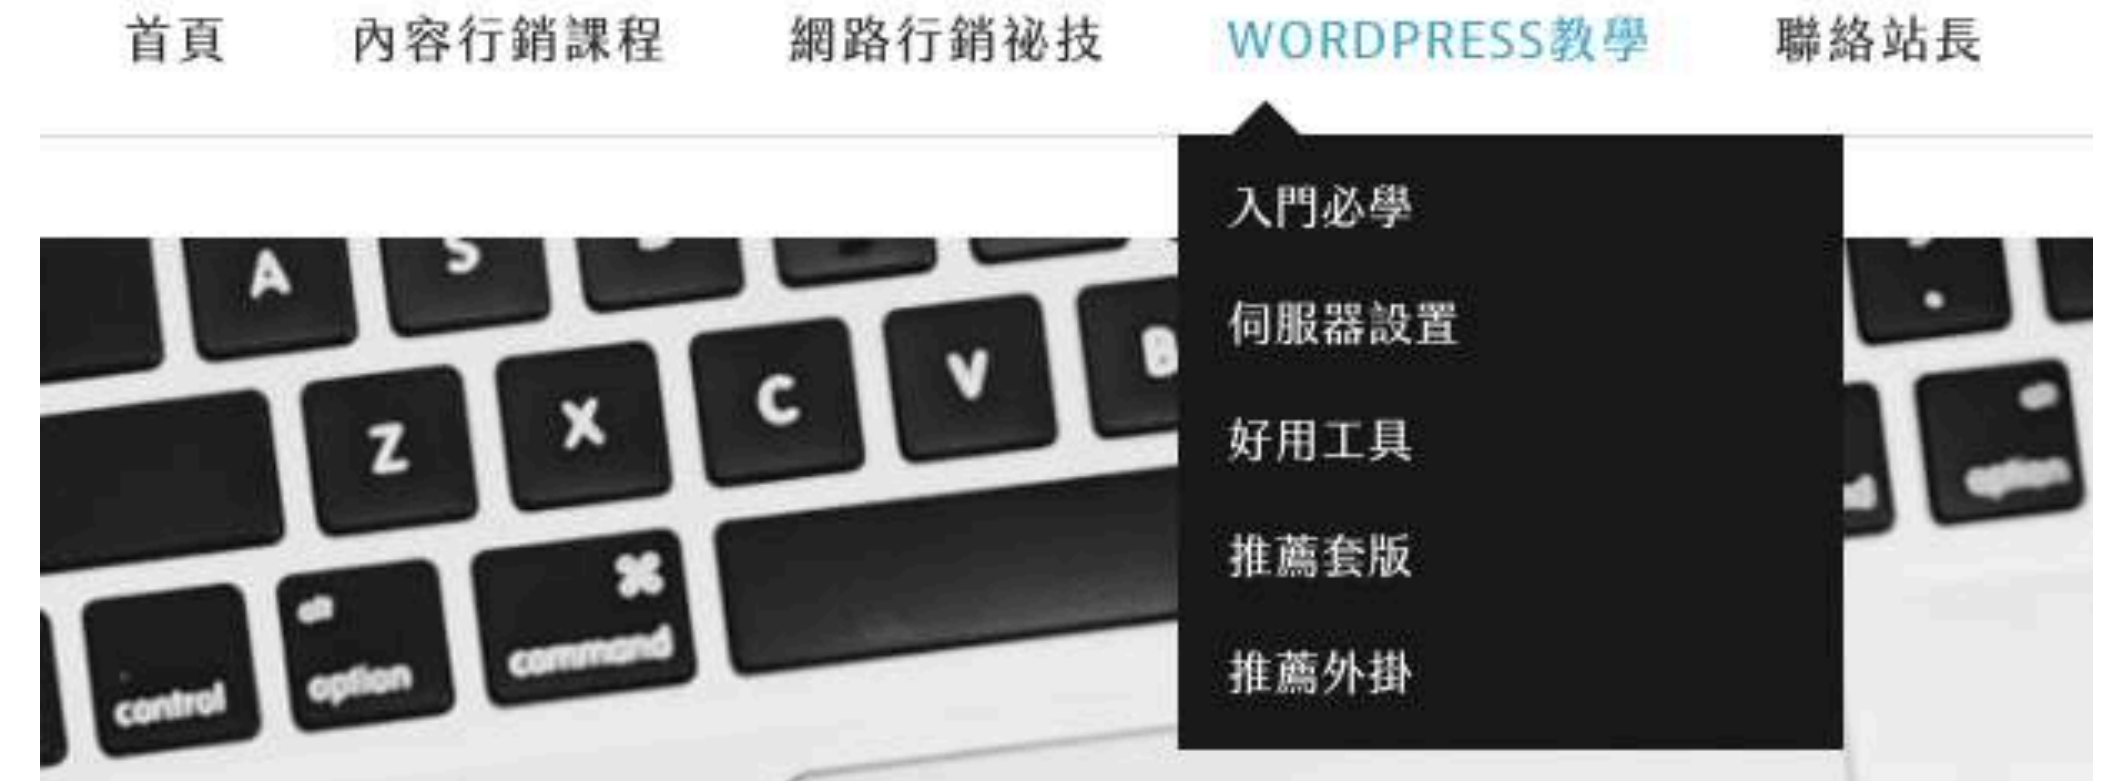 首頁 內容行銷課程 網路行銷祕技 WORDPRESS教學 聯絡站長
入門必學
伺服器設置
好用工具
推薦套版
推薦外掛
A S
Z X C V B
alt ⌘
control option command option